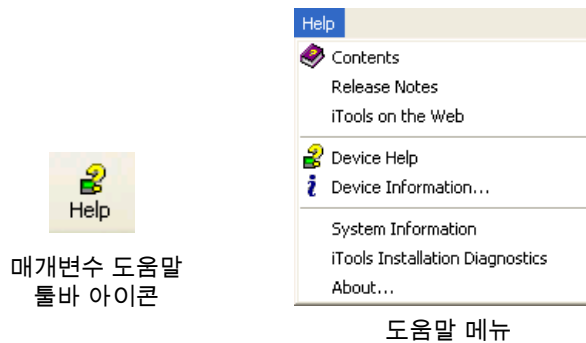 Help
매개변수 도움말
툴바 아이콘
Help
Contents
Release Notes
iTools on the Web
Device Help
Device Information...
System Information
iTools Installation Diagnostics
About...
도움말 메뉴